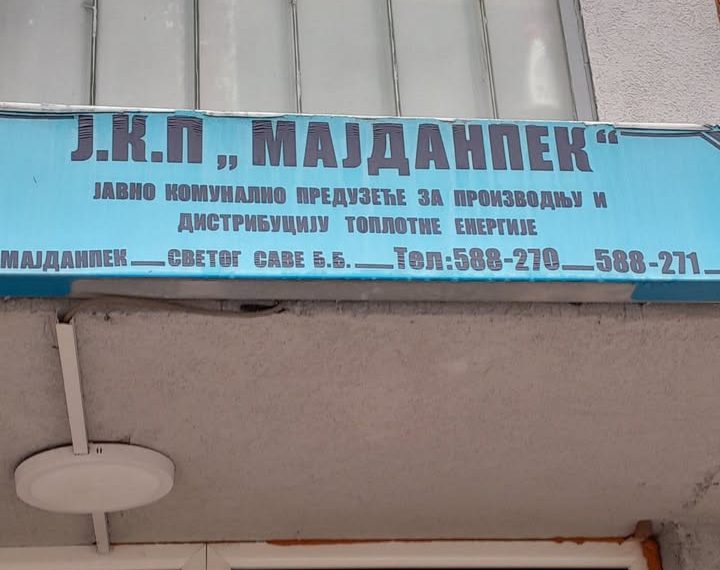 Ј.К.П „МАЈДАНПЕК“
ЈАВНО КОМУНАЛНО ПРЕДУЗЕЋЕ ЗА ПРОИЗВОДЊУ И
ДИСТРИБУЦИЈУ ТОПЛОТНЕ ЕНЕРГИЈЕ
МАЈДАНПЕК — СВЕТОГ САВЕ Б.Б. — Тел:588-270 — 588-271